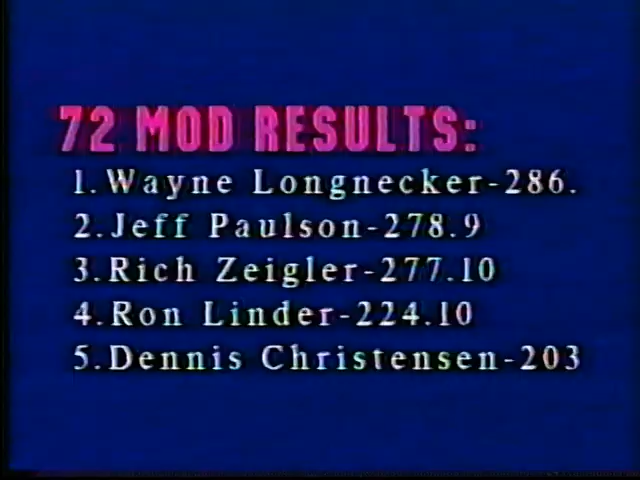 72 MOD RESULTS:
1. Wayne Longnecker-286.
2. Jeff Paulson-278.9
3. Rich Zeigler-277.10
4. Ron Linder-224.10
5. Dennis Christensen-203